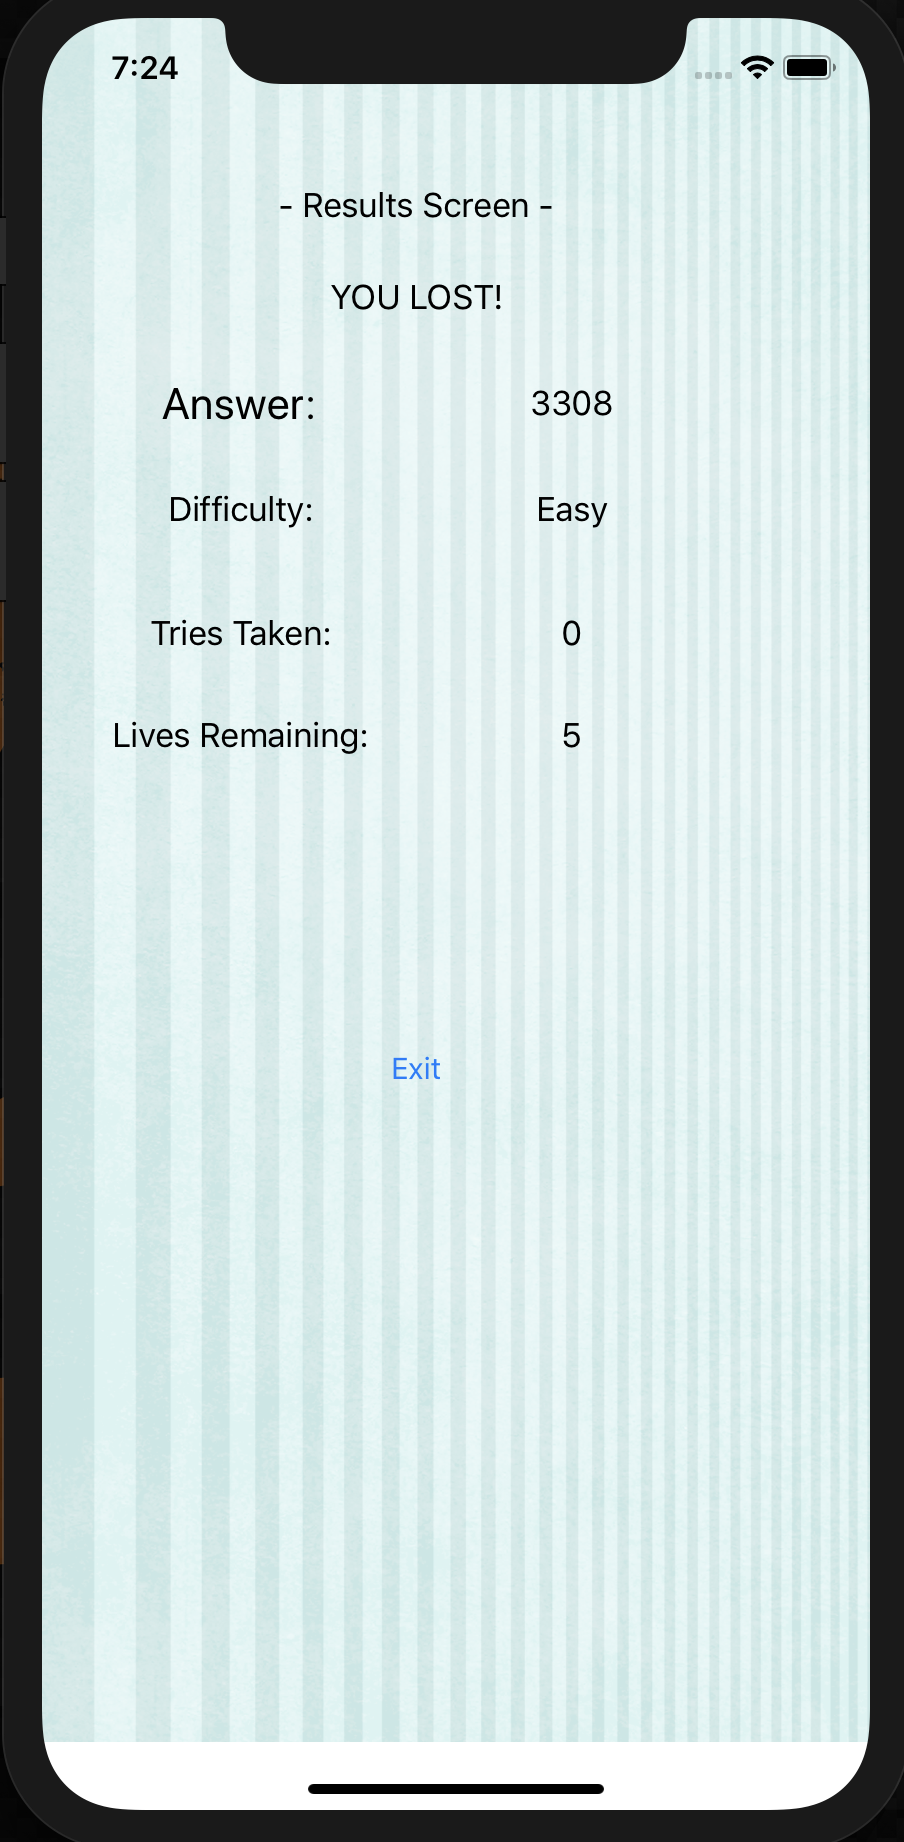 7:24
- Results Screen -
YOU LOST!
Answer: 3308
Difficulty: Easy
Tries Taken: 0
Lives Remaining: 5
Exit